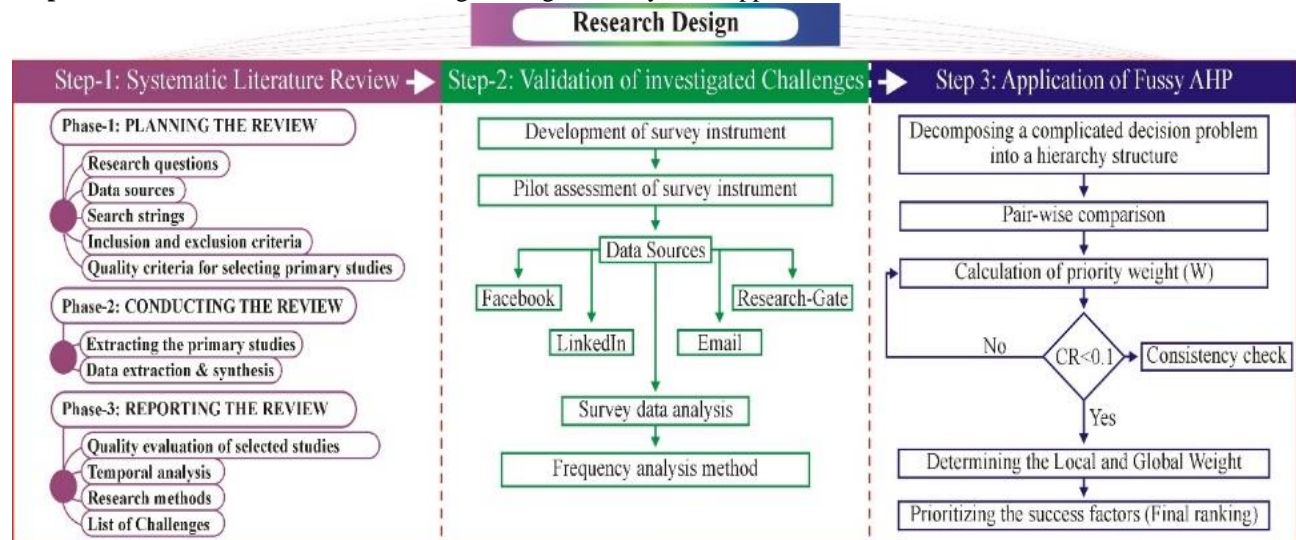 Research Design
Step-1: Systematic Literature Review
Phase-1: PLANNING THE REVIEW
Research questions
Data sources
Search strings
Inclusion and exclusion criteria
Quality criteria for selecting primary studies
Phase-2: CONDUCTING THE REVIEW
Extracting the primary studies
Data extraction & synthesis
Phase-3: REPORTING THE REVIEW
Quality evaluation of selected studies
Temporal analysis
Research methods
List of Challenges
Step-2: Validation of investigated Challenges
Development of survey instrument
Pilot assessment of survey instrument
Data Sources
Facebook
Research-Gate
LinkedIn
Email
Survey data analysis
Frequency analysis method
Step 3: Application of Fussy AHP
Decomposing a complicated decision problem
into a hierarchy structure
Pair-wise comparison
Calculation of priority weight (W)
No
CR<0.1
Consistency check
Yes
Determining the Local and Global Weight
Prioritizing the success factors (Final ranking)